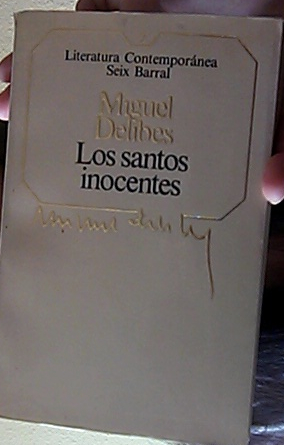 Literatura Contemporánea
Seix Barral
Miguel
Delibes
Los santos
inocentes